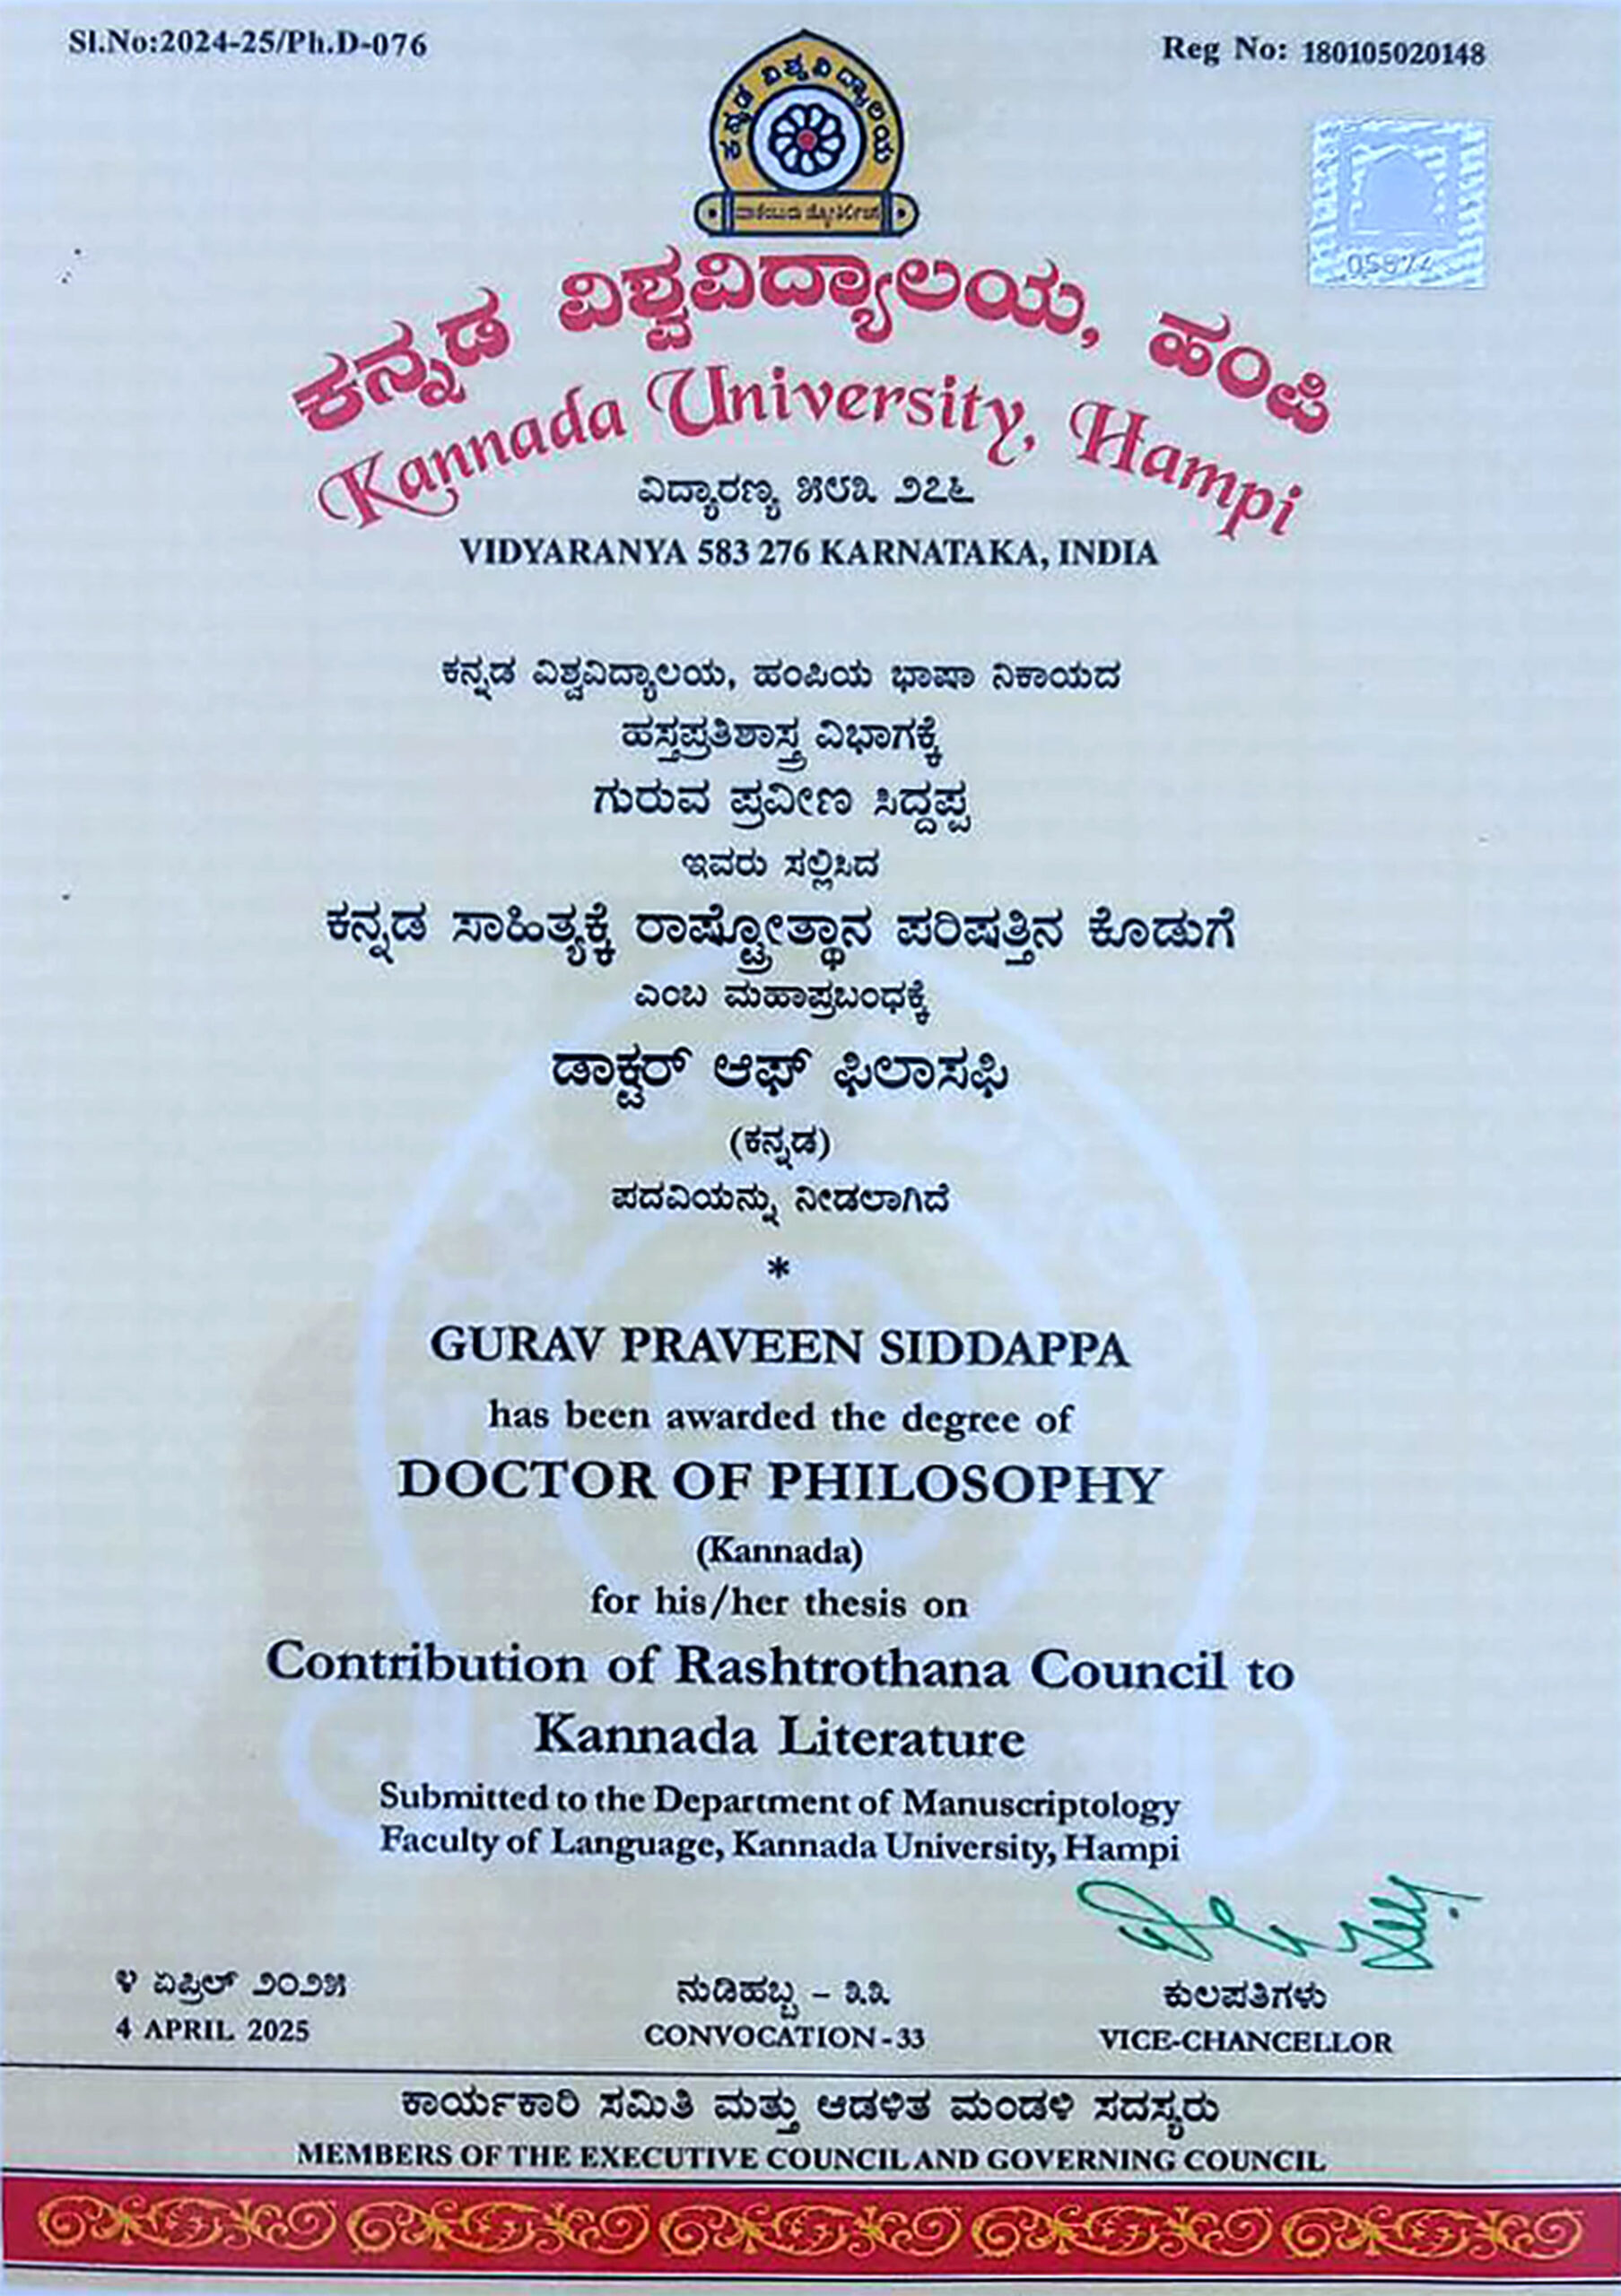 Sl.No:2024-25/Ph.D-076
Reg No: 180105020148
ಕನ್ನಡ ವಿಶ್ವವಿದ್ಯಾಲಯ
ಕನ್ನಡ ವಿಶ್ವವಿದ್ಯಾಲಯ, ಹಂಪಿ
Kannada University, Hampi
ವಿದ್ಯಾರಣ್ಯ ೫೮೩ ೨೭೬
VIDYARANYA 583 276 KARNATAKA, INDIA
ಕನ್ನಡ ವಿಶ್ವವಿದ್ಯಾಲಯ, ಹಂಪಿಯ ಭಾಷಾ ನಿಕಾಯದ
ಹಸ್ತಪ್ರತಿಶಾಸ್ತ್ರ ವಿಭಾಗಕ್ಕೆ
ಗುರುವ ಪ್ರವೀಣ ಸಿದ್ದಪ್ಪ
ಇವರು ಸಲ್ಲಿಸಿದ
ಕನ್ನಡ ಸಾಹಿತ್ಯಕ್ಕೆ ರಾಷ್ಟ್ರೋತ್ಥಾನ ಪರಿಷತ್ತಿನ ಕೊಡುಗೆ
ಎಂಬ ಮಹಾಪ್ರಬಂಧಕ್ಕೆ
ಡಾಕ್ಟರ್ ಆಫ್ ಫಿಲಾಸಫಿ
(ಕನ್ನಡ)
ಪದವಿಯನ್ನು ನೀಡಲಾಗಿದೆ
*
GURAV PRAVEEN SIDDAPPA
has been awarded the degree of
DOCTOR OF PHILOSOPHY
(Kannada)
for his/her thesis on
Contribution of Rashtrothana Council to
Kannada Literature
Submitted to the Department of Manuscriptology
Faculty of Language, Kannada University, Hampi
೪ ಏಪ್ರಿಲ್ ೨೦೨೫
4 APRIL 2025
ನುಡಿಹಬ್ಬ – ೩೩
CONVOCATION-33
ಕುಲಪತಿಗಳು
VICE-CHANCELLOR
ಕಾರ್ಯಕಾರಿ ಸಮಿತಿ ಮತ್ತು ಆಡಳಿತ ಮಂಡಳಿ ಸದಸ್ಯರು
MEMBERS OF THE EXECUTIVE COUNCIL AND GOVERNING COUNCIL